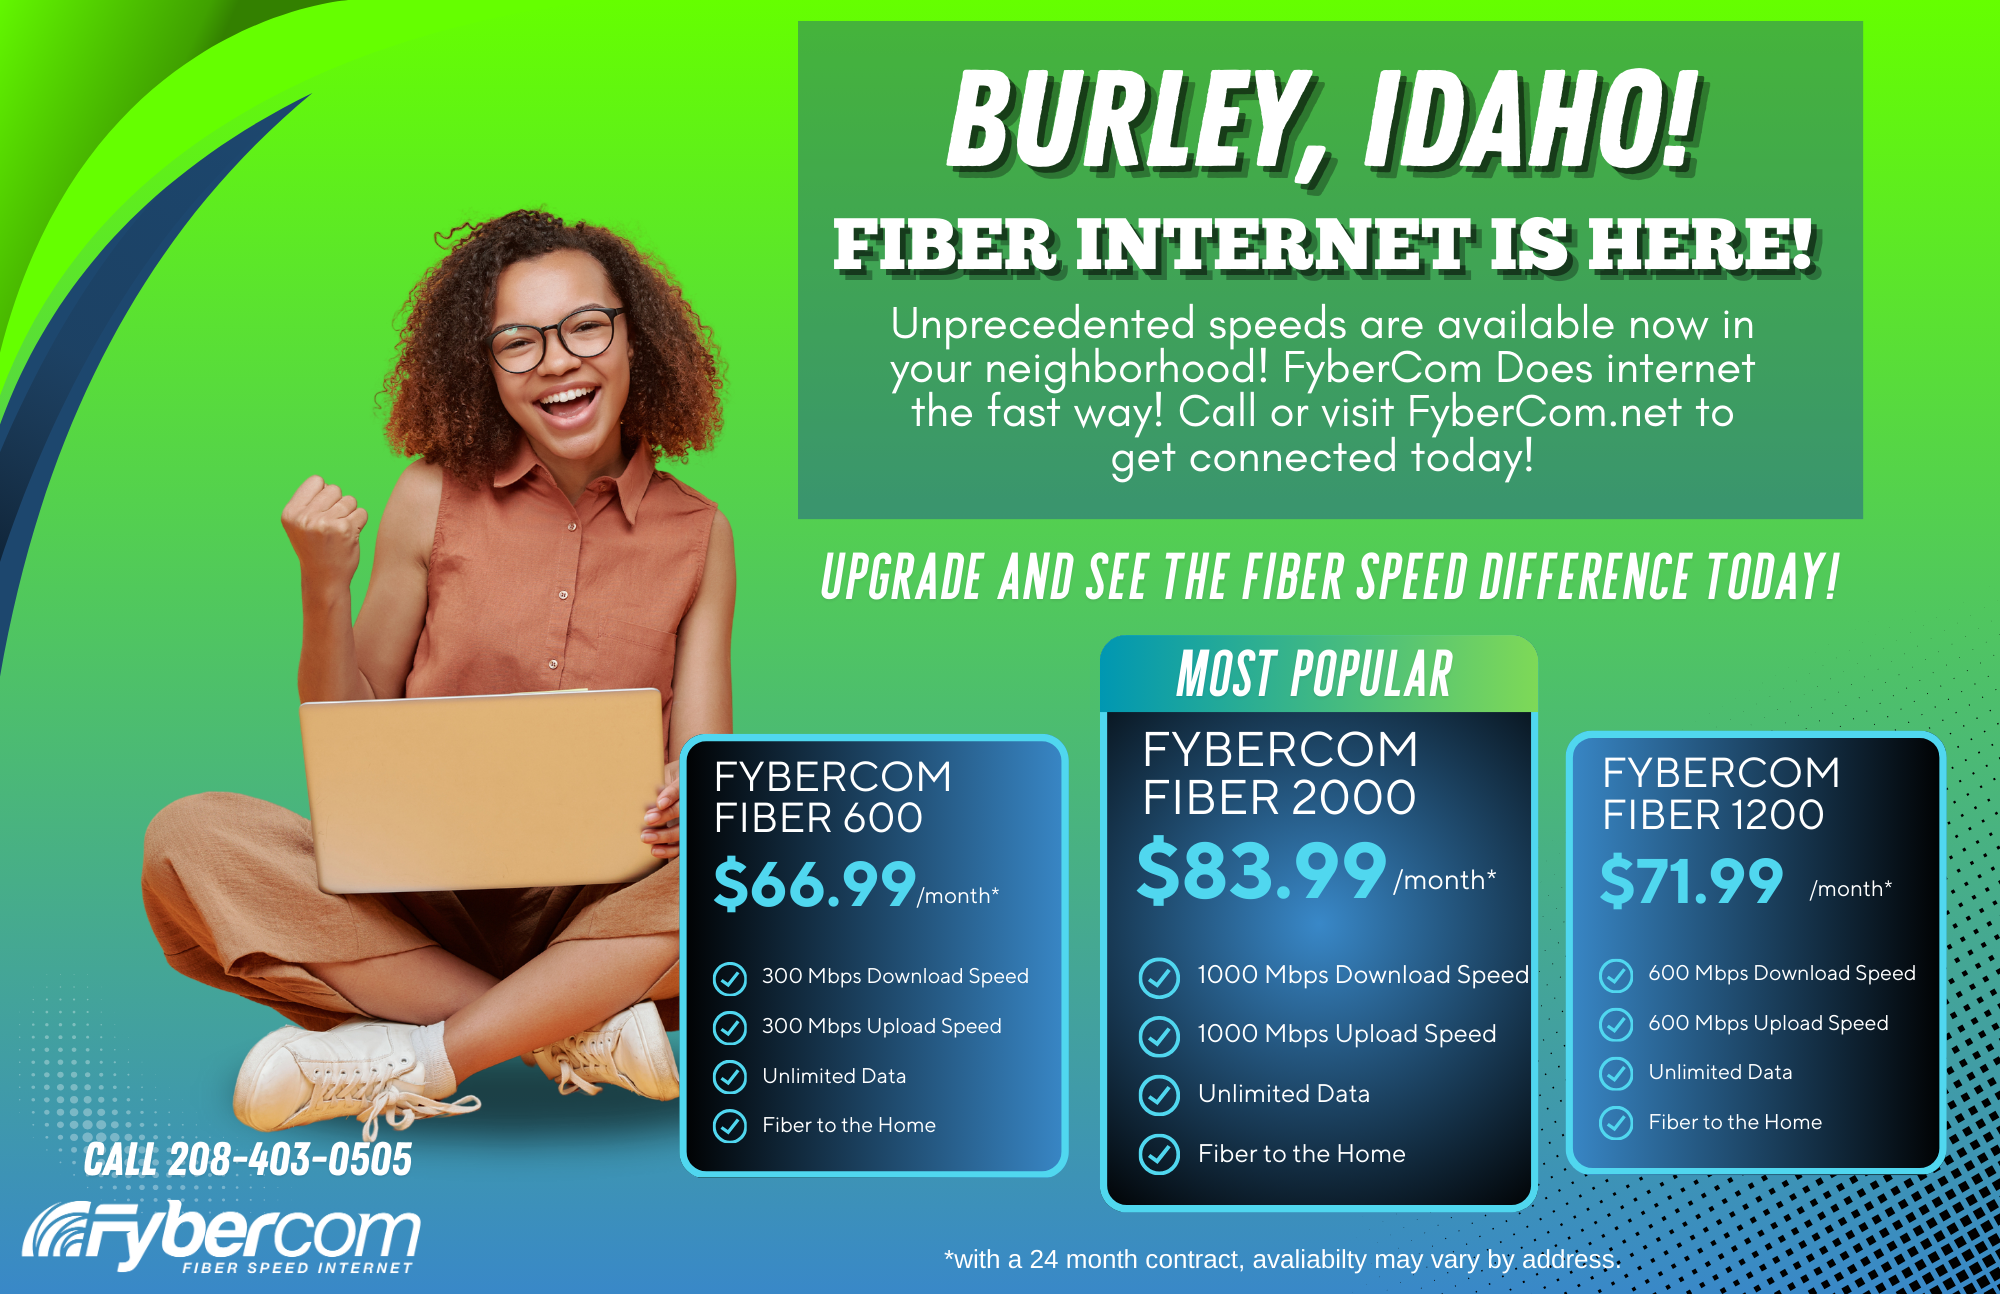 BURLEY, IDAHO!
FIBER INTERNET IS HERE!
Unprecedented speeds are available now in
your neighborhood! FyberCom Does internet
the fast way! Call or visit FyberCom.net to
get connected today!
UPGRADE AND SEE THE FIBER SPEED DIFFERENCE TODAY!
FYBERCOM
FIBER 600
$66.99/month*
300 Mbps Download Speed
300 Mbps Upload Speed
Unlimited Data
Fiber to the Home
MOST POPULAR
FYBERCOM
FIBER 2000
$83.99/month*
1000 Mbps Download Speed
1000 Mbps Upload Speed
Unlimited Data
Fiber to the Home
FYBERCOM
FIBER 1200
$71.99 /month*
600 Mbps Download Speed
600 Mbps Upload Speed
Unlimited Data
Fiber to the Home
CALL 208-403-0505
Fybercom
FIBER SPEED INTERNET
*with a 24 month contract, avaliabilty may vary by address.